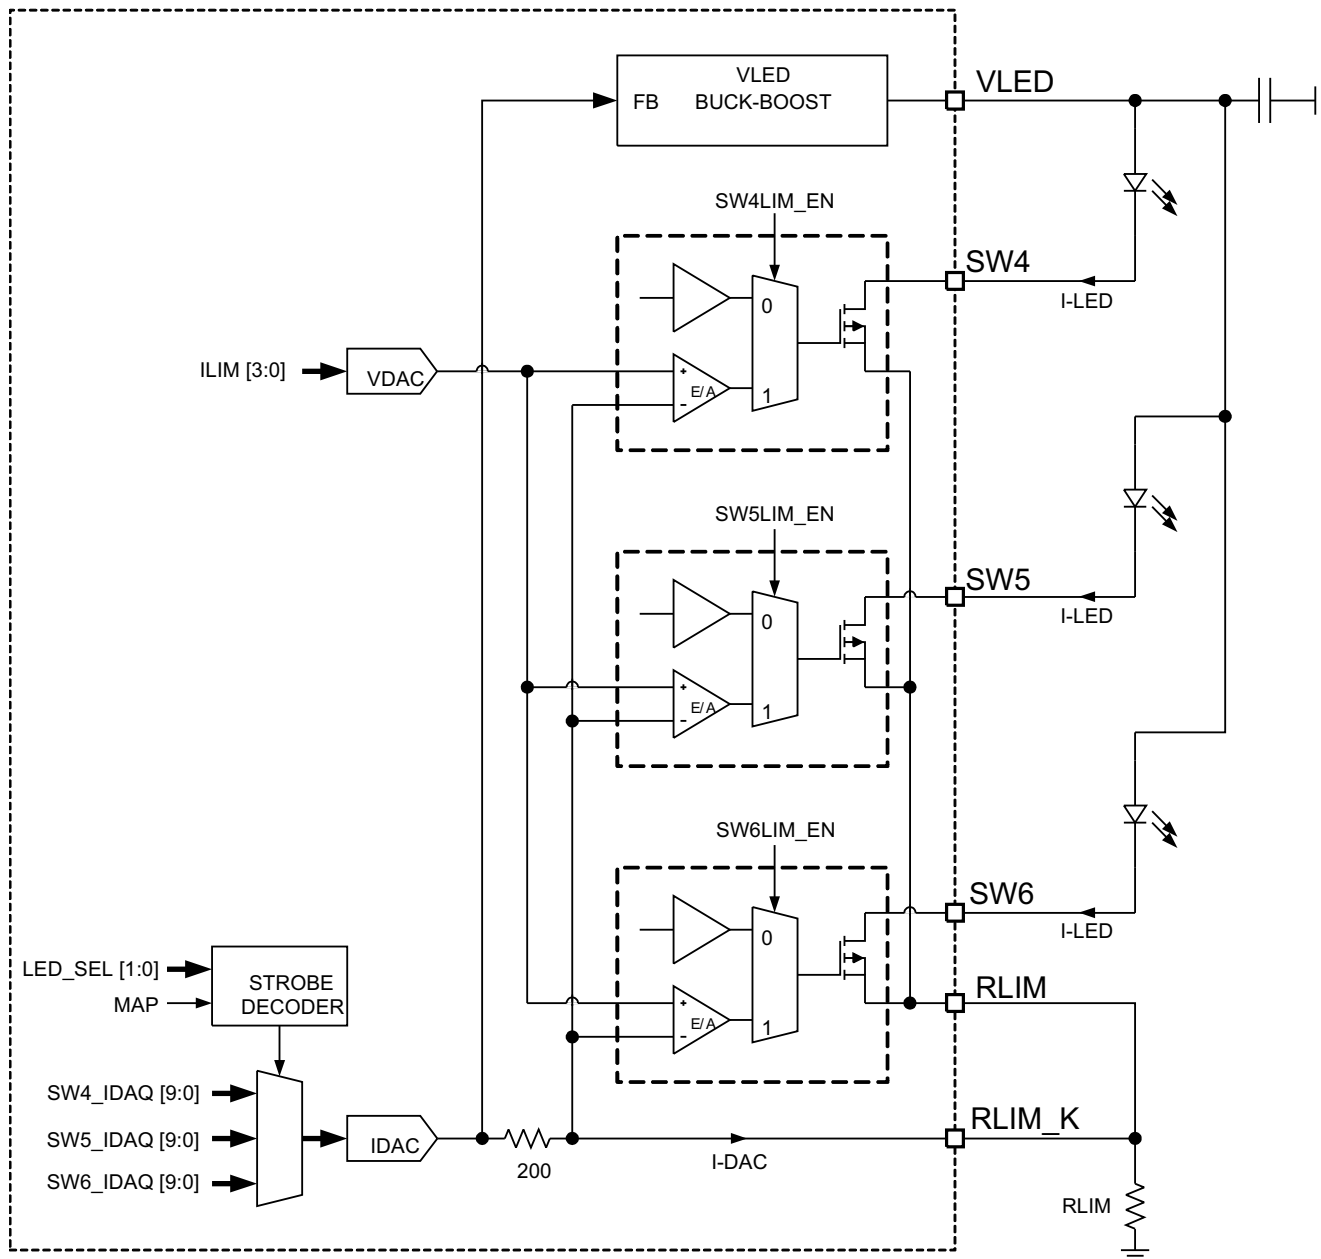 VLED
FB BUCK-BOOST
VLED
SW4LIM_EN
SW4
0
I-LED
ILIM [3:0]
VDAC
+
E/A
-
1
SW5LIM_EN
SW5
0
I-LED
+
E/A
-
1
SW6LIM_EN
SW6
0
I-LED
LED_SEL [1:0]
STROBE
DECODER
MAP
RLIM
+
E/A
-
1
SW4_IDAQ [9:0]
SW5_IDAQ [9:0]
SW6_IDAQ [9:0]
IDAC
200
I-DAC
RLIM_K
RLIM